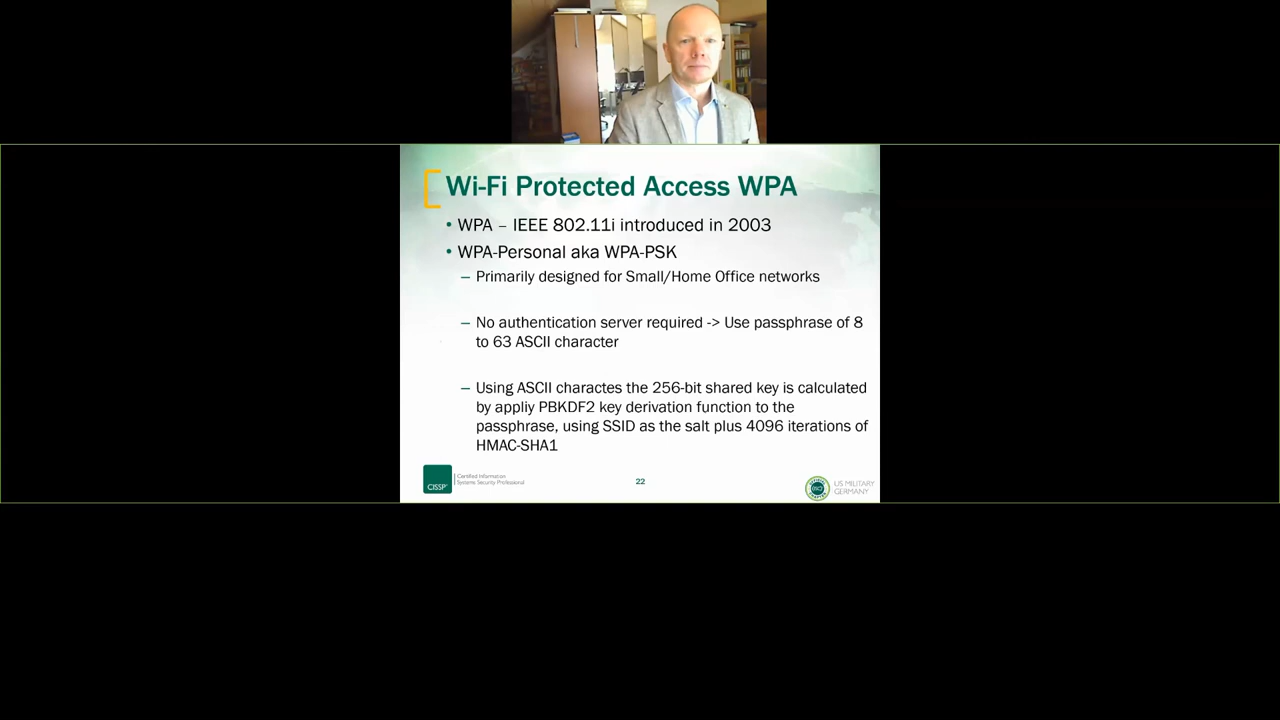 Wi-Fi Protected Access WPA
• WPA – IEEE 802.11i introduced in 2003
• WPA-Personal aka WPA-PSK
– Primarily designed for Small/Home Office networks
– No authentication server required -> Use passphrase of 8
to 63 ASCII character
– Using ASCII charactes the 256-bit shared key is calculated
by appliy PBKDF2 key derivation function to the
passphrase, using SSID as the salt plus 4096 iterations of
HMAC-SHA1
CISSP
Certified Information
Systems Security Professional
22
US MILITARY
GERMANY